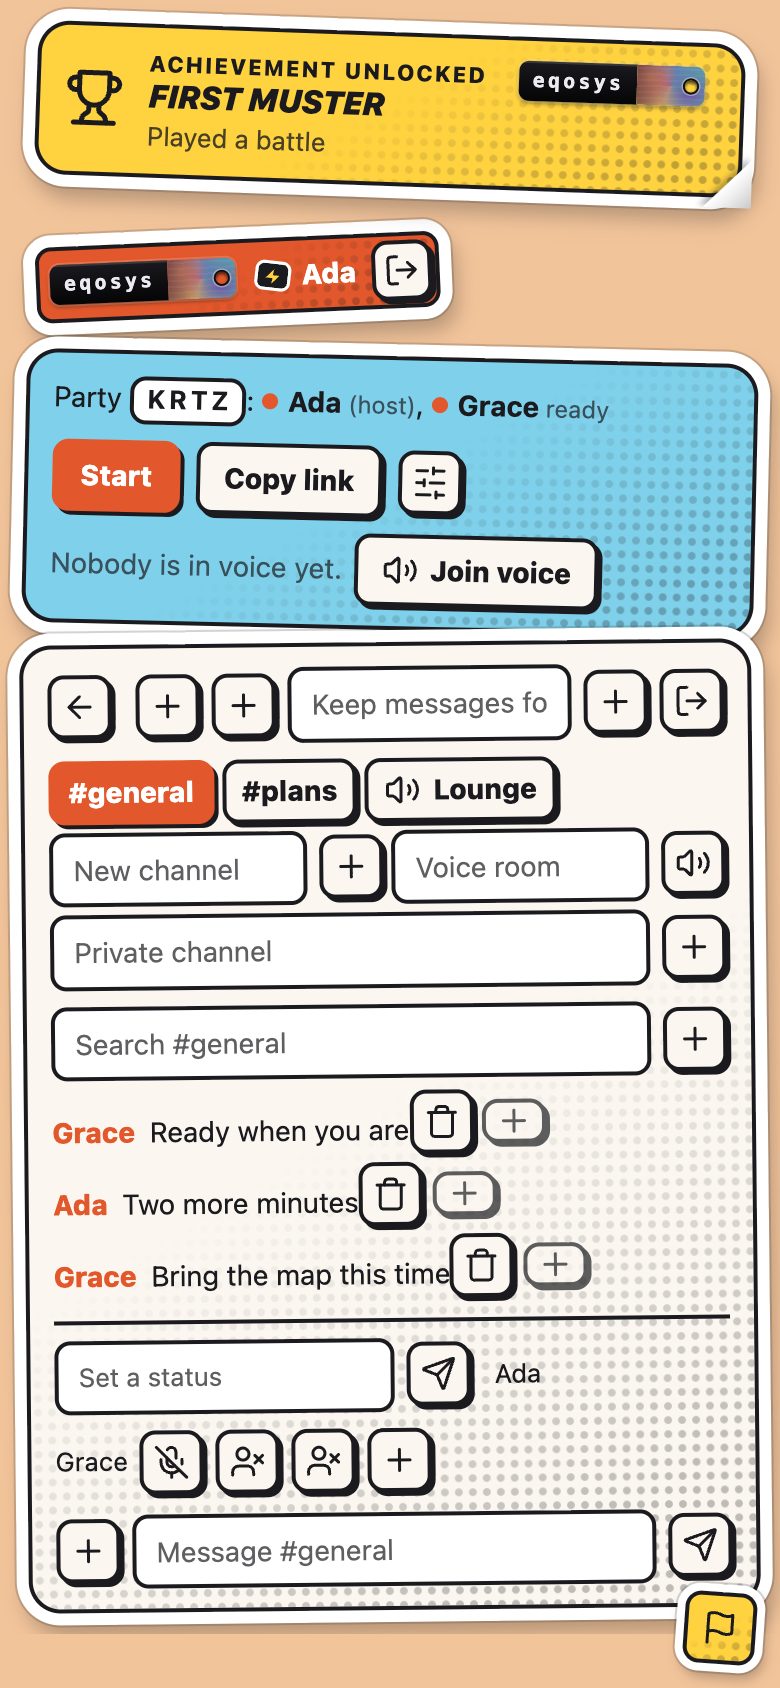 ACHIEVEMENT UNLOCKED
FIRST MUSTER
Played a battle
eqosys
eqosys Ada
Party KRTZ: Ada (host), Grace ready
Start Copy link
Nobody is in voice yet. Join voice
Keep messages fo
#general #plans Lounge
New channel Voice room
Private channel
Search #general
Grace Ready when you are
Ada Two more minutes
Grace Bring the map this time
Set a status Ada
Grace
Message #general